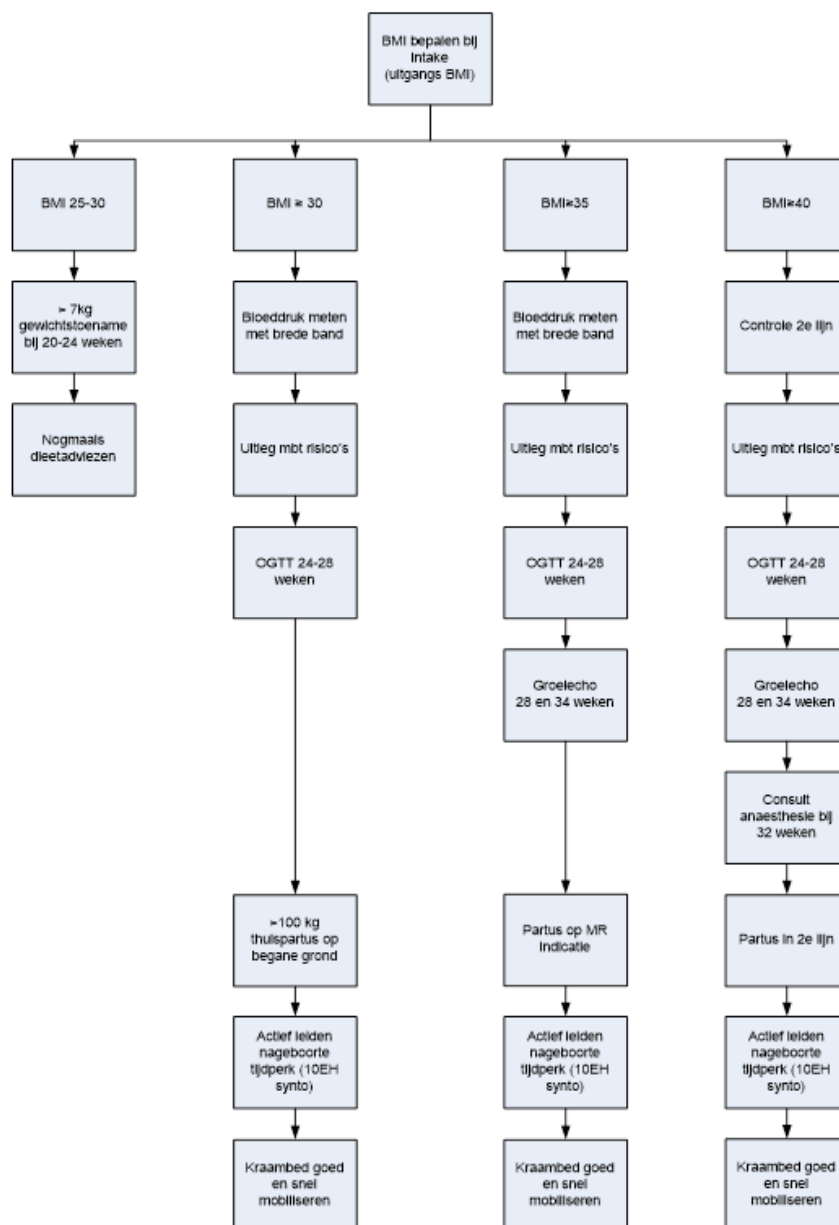 BMI bepalen bij
Intake
(uitgangs BMI)
BMI 25-30
> 7kg
gewichtstoename
bij 20-24 weken
Nogmaals
dieetadviezen
BMI ≥ 30
Bloeddruk meten
met brede band
Uitleg mbt risico's
OGTT 24-28
weken
>100 kg
thuispartus op
begane grond
Actief leiden
nageboorte
tijdperk (10EH
synto)
Kraambed goed
en snel
mobiliseren
BMI≥35
Bloeddruk meten
met brede band
Uitleg mbt risico's
OGTT 24-28
weken
Groeiecho
28 en 34 weken
Partus op MR
indicatie
Actief leiden
nageboorte
tijdperk (10EH
synto)
Kraambed goed
en snel
mobiliseren
BMI≥40
Controle 2e lijn
Uitleg mbt risico's
OGTT 24-28
weken
Groeiecho
28 en 34 weken
Consult
anaesthesie bij
32 weken
Partus in 2e lijn
Actief leiden
nageboorte
tijdperk (10EH
synto)
Kraambed goed
en snel
mobiliseren